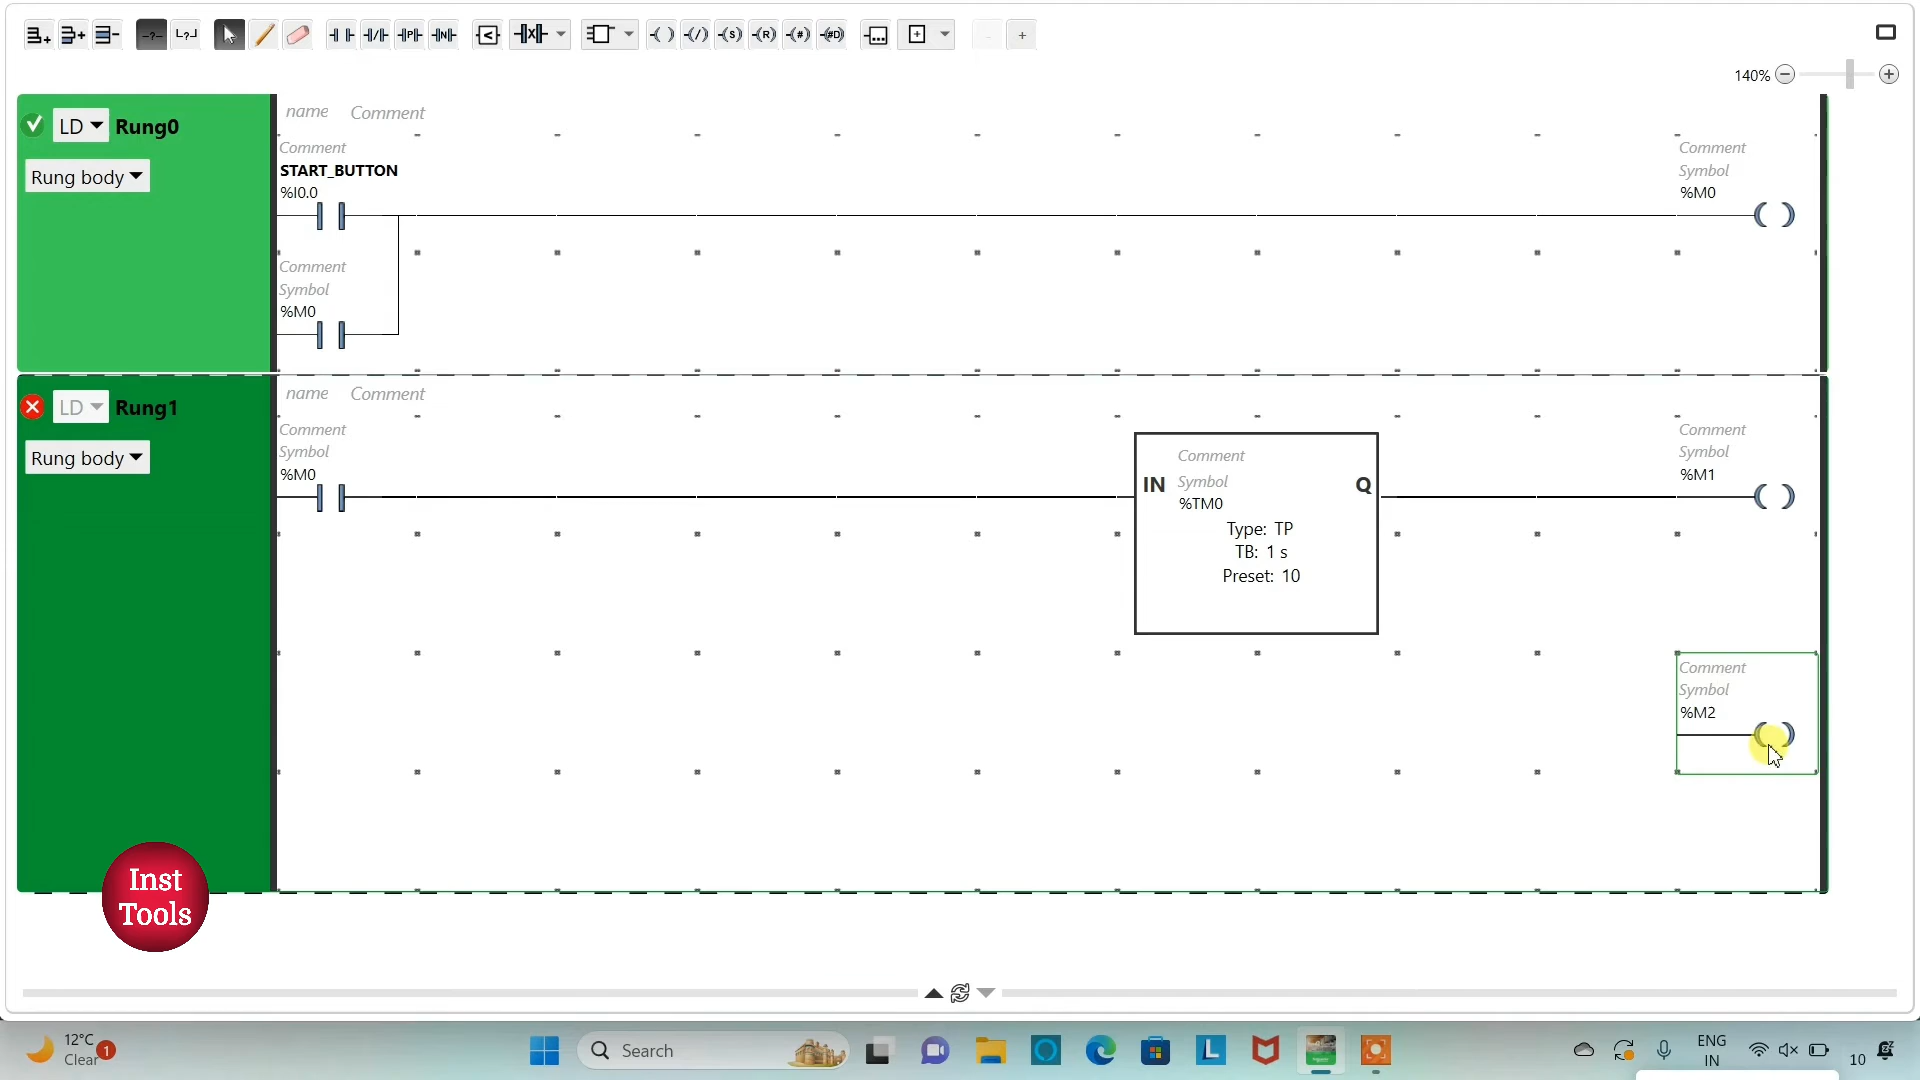 140%
LD Rung0
name Comment
Rung body
Comment
START_BUTTON
%I0.0
Comment
Symbol
%M0
Comment
Symbol
%M0
LD Rung1
name Comment
Rung body
Comment
Symbol
%M0
Comment
IN Symbol Q
%TM0
Type: TP
TB: 1 s
Preset: 10
Comment
Symbol
%M1
Comment
Symbol
%M2
Inst
Tools
12°C
Clear
1
Search
ENG
IN
10